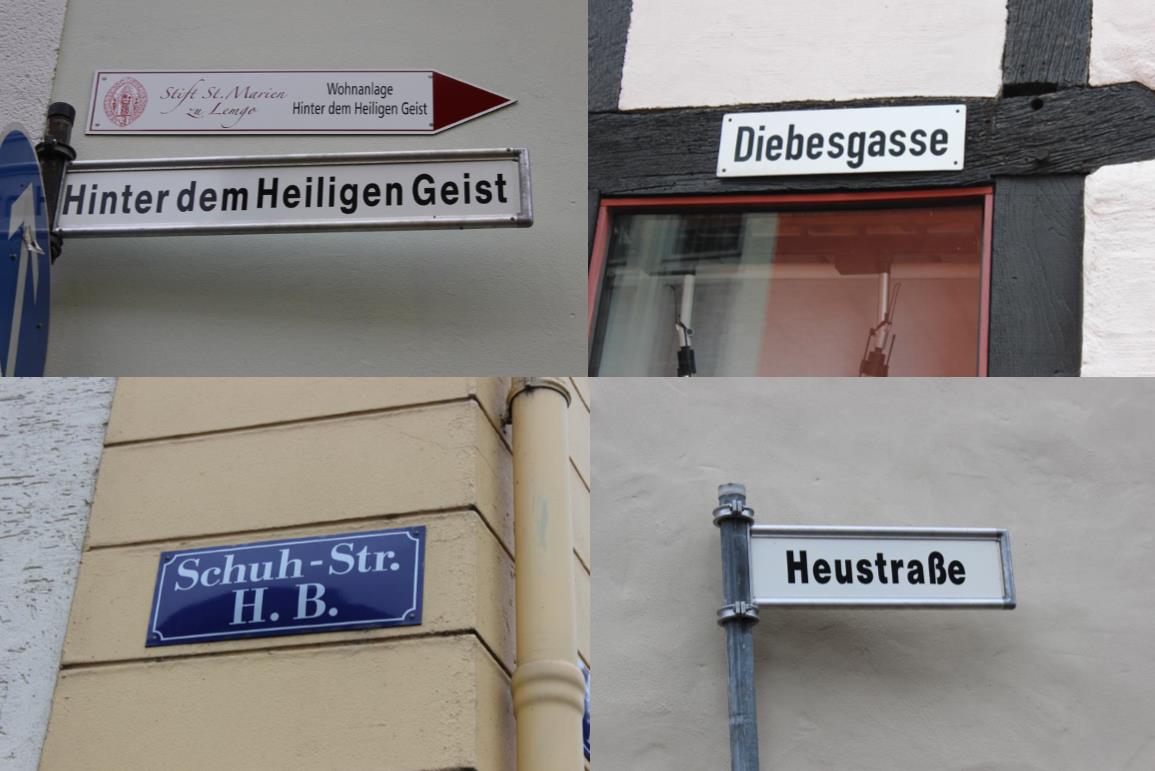 Stift St. Marien
zu Lemgo
Wohnanlage
Hinter dem Heiligen Geist
Hinter dem Heiligen Geist
Diebesgasse
Schuh-Str.
H. B.
Heustraße